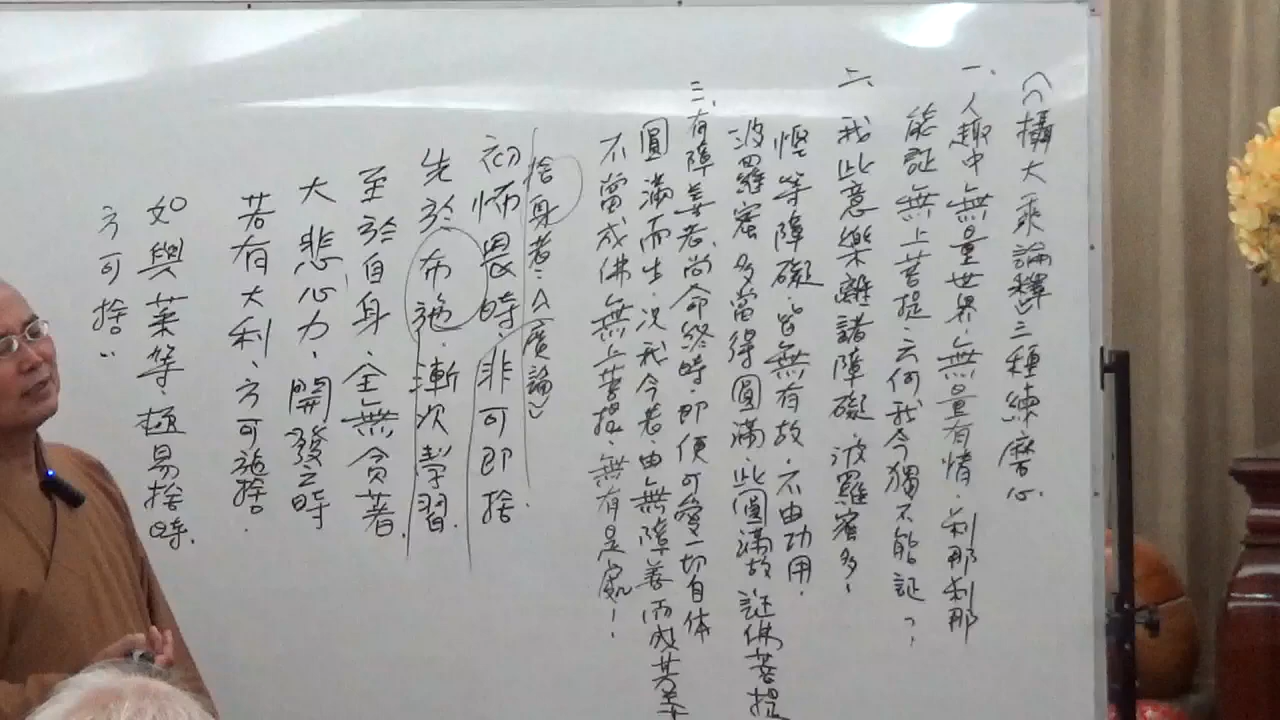 《攝大乘論釋》三種練磨心.
一、人趣中無量世界、無量有情、剎那剎那
能証無上菩提、云何我今獨不能証？、
二、我此意樂離諸障礙、波羅蜜多、
慳等障礙、皆無有故、不由功用、
波羅蜜多當得圓滿、此圓滿故証佛菩提
三、有障善者、尚命終時、即便可愛一切自体
圓滿而生、况我今者、由無障善而成
不當成佛無上菩提、無有是處！
捨身者：《廣論》
初怖畏時、非可即捨.
先於布施、漸次學習.
至於自身、全無貪著.
大悲心力、開發之時
若有大利、方可施捨.
如與菜等、極易捨時.
方可捨：